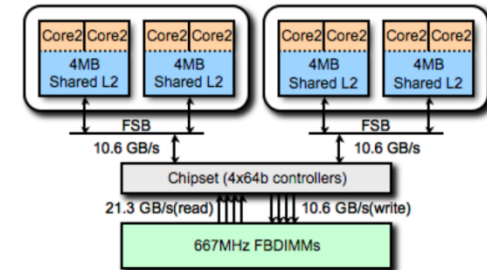 Core2 Core2 Core2 Core2 Core2 Core2 Core2 Core2
4MB 4MB 4MB 4MB
Shared L2 Shared L2 Shared L2 Shared L2
FSB FSB
10.6 GB/s 10.6 GB/s
Chipset (4x64b controllers)
21.3 GB/s(read) 10.6 GB/s(write)
667MHz FBDIMMs